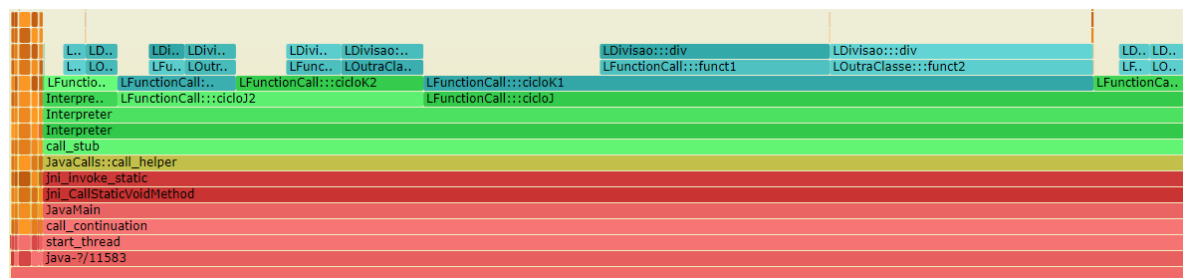 L.. LD.. LDi.. LDivi.. LDivi.. LDivisao:.. LDivisao:::div LDivisao:::div LD.. LD..
L.. LO.. LFu.. LOutr.. LFunc.. LOutraCla.. LFunctionCall:::funct1 LOutraClasse:::funct2 LF.. LO..
LFunctio.. LFunctionCall:.. LFunctionCall:::cicloK2 LFunctionCall:::cicloK1 LFunctionCa..
Interpre.. LFunctionCall:::cicloJ2 LFunctionCall:::cicloJ
Interpreter
Interpreter
call_stub
JavaCalls::call_helper
jni_invoke_static
jni_CallStaticVoidMethod
JavaMain
call_continuation
start_thread
java-?/11583